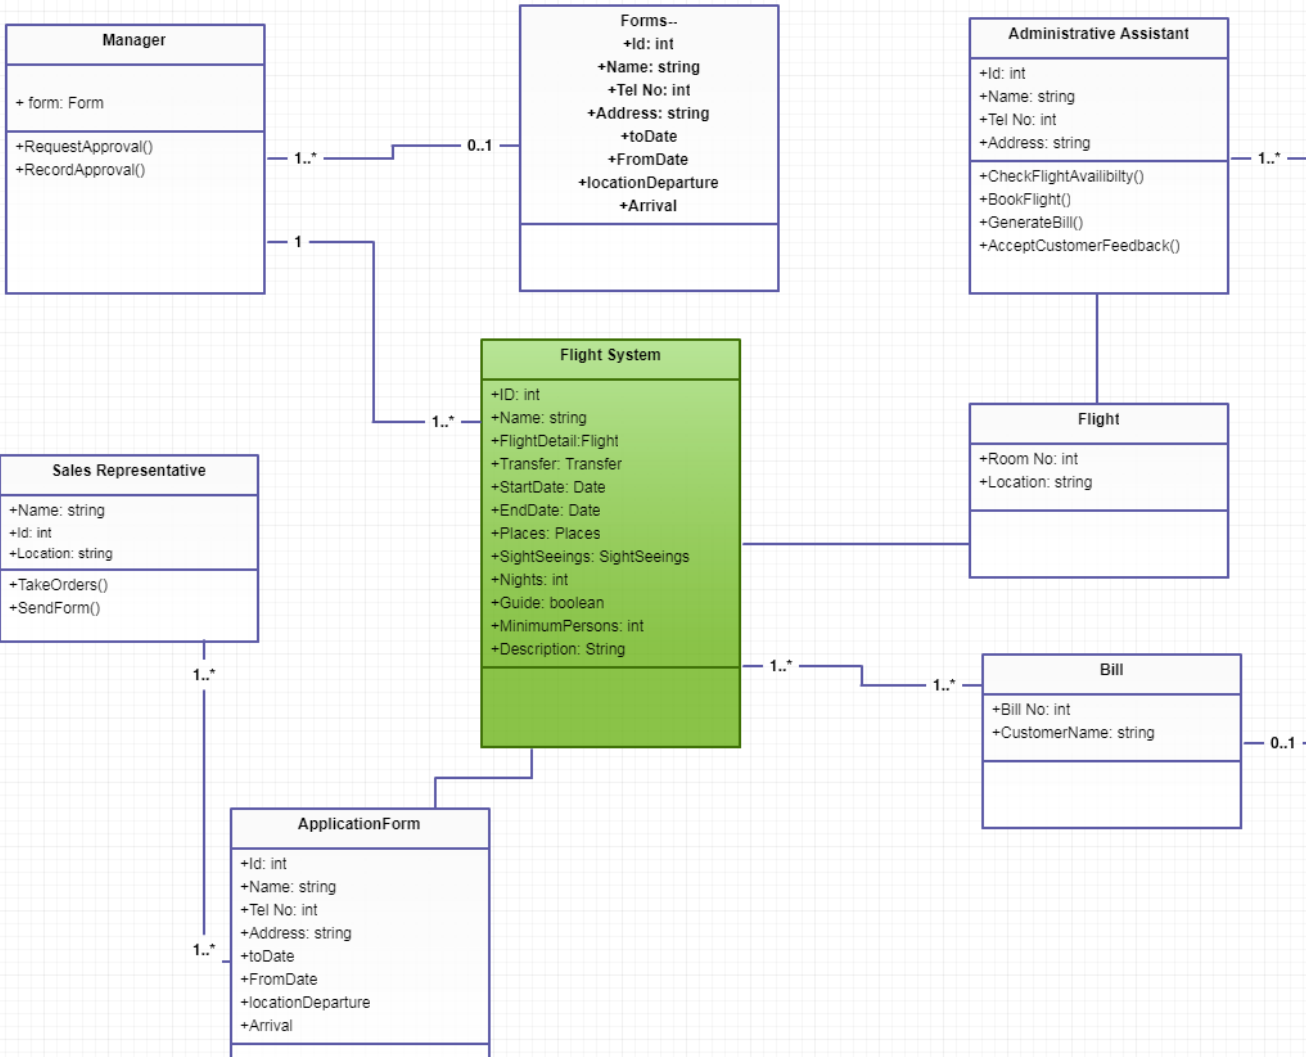 Manager
+ form: Form
+RequestApproval()
+RecordApproval()
1..*
0..1
1
Forms--
+Id: int
+Name: string
+Tel No: int
+Address: string
+toDate
+FromDate
+locationDeparture
+Arrival
Administrative Assistant
+Id: int
+Name: string
+Tel No: int
+Address: string
+CheckFlightAvailibilty()
+BookFlight()
+GenerateBill()
+AcceptCustomerFeedback()
1..*
Flight System
+ID: int
+Name: string
+FlightDetail:Flight
+Transfer: Transfer
+StartDate: Date
+EndDate: Date
+Places: Places
+SightSeeings: SightSeeings
+Nights: int
+Guide: boolean
+MinimumPersons: int
+Description: String
1..*
Flight
+Room No: int
+Location: string
Sales Representative
+Name: string
+Id: int
+Location: string
+TakeOrders()
+SendForm()
1..*
1..*
1..*
1..*
Bill
+Bill No: int
+CustomerName: string
0..1
ApplicationForm
+Id: int
+Name: string
+Tel No: int
+Address: string
+toDate
+FromDate
+locationDeparture
+Arrival